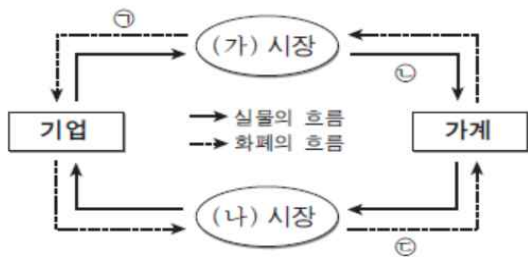 ㉠
(가) 시장
㉡
기업
실물의 흐름
화폐의 흐름
가계
(나) 시장
㉢